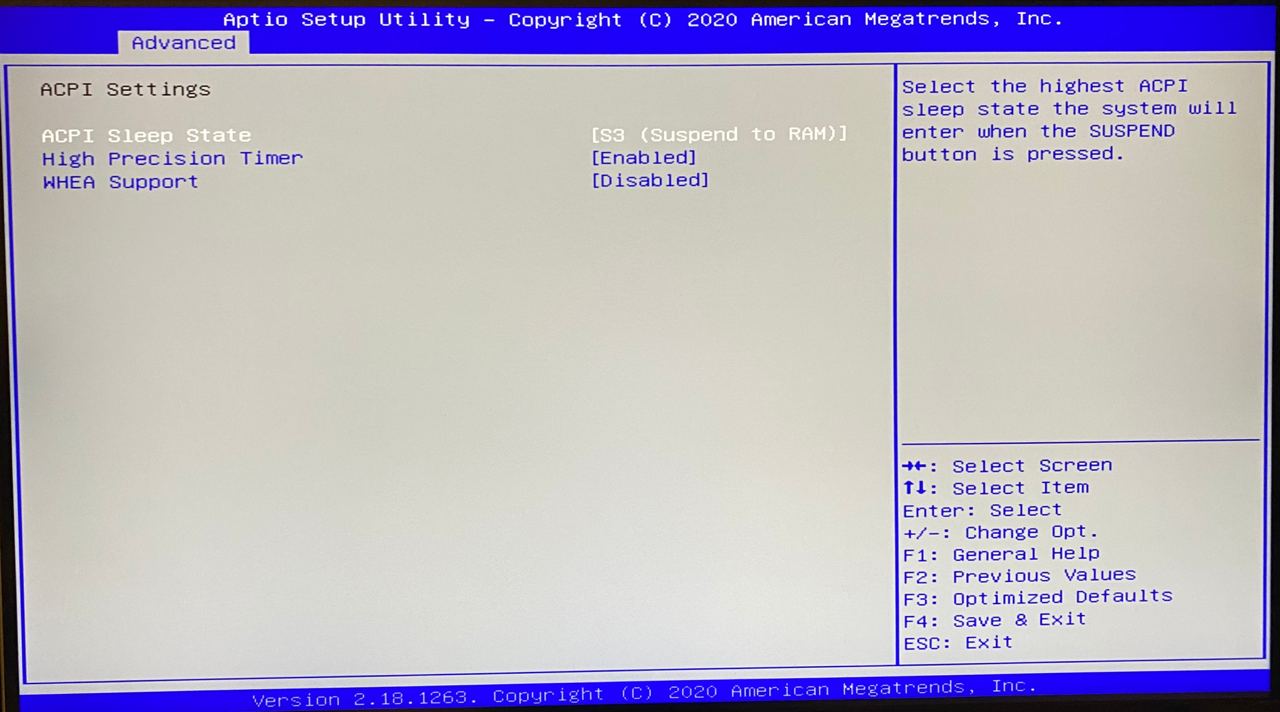 Aptio Setup Utility – Copyright (C) 2020 American Megatrends, Inc.
Advanced
ACPI Settings
ACPI Sleep State [S3 (Suspend to RAM)]
High Precision Timer [Enabled]
WHEA Support [Disabled]
Select the highest ACPI
sleep state the system will
enter when the SUSPEND
button is pressed.
→←: Select Screen
↑↓: Select Item
Enter: Select
+/-: Change Opt.
F1: General Help
F2: Previous Values
F3: Optimized Defaults
F4: Save & Exit
ESC: Exit
Version 2.18.1263. Copyright (C) 2020 American Megatrends, Inc.